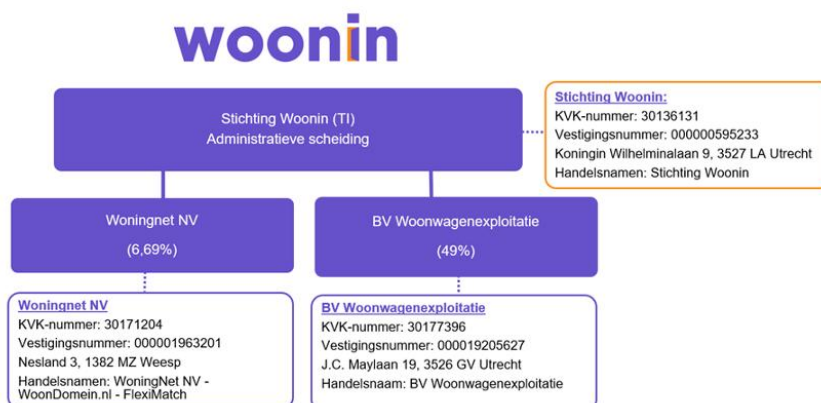 woonin
Stichting Woonin (TI)
Administratieve scheiding
Stichting Woonin:
KVK-nummer: 30136131
Vestigingsnummer: 000000595233
Koningin Wilhelminalaan 9, 3527 LA Utrecht
Handelsnamen: Stichting Woonin
Woningnet NV
(6,69%)
BV Woonwagenexploitatie
(49%)
Woningnet NV
KVK-nummer: 30171204
Vestigingsnummer: 000001963201
Nesland 3, 1382 MZ Weesp
Handelsnamen: WoningNet NV -
WoonDomein.nl - FlexiMatch
BV Woonwagenexploitatie
KVK-nummer: 30177396
Vestigingsnummer: 000019205627
J.C. Maylaan 19, 3526 GV Utrecht
Handelsnaam: BV Woonwagenexploitatie